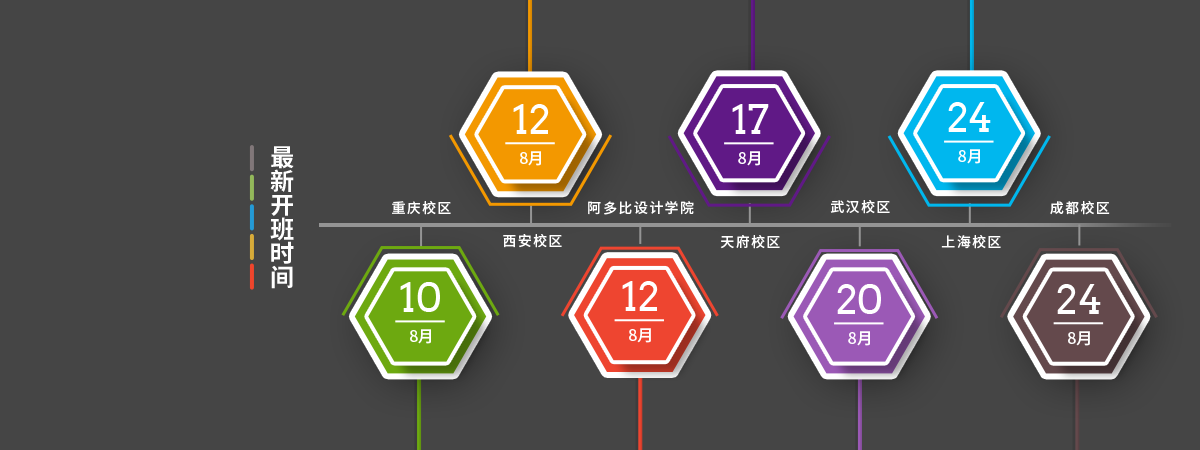 最新开班时间
12
8月
17
8月
24
8月
重庆校区
阿多比设计学院
武汉校区
成都校区
西安校区
天府校区
上海校区
10
8月
12
8月
20
8月
24
8月